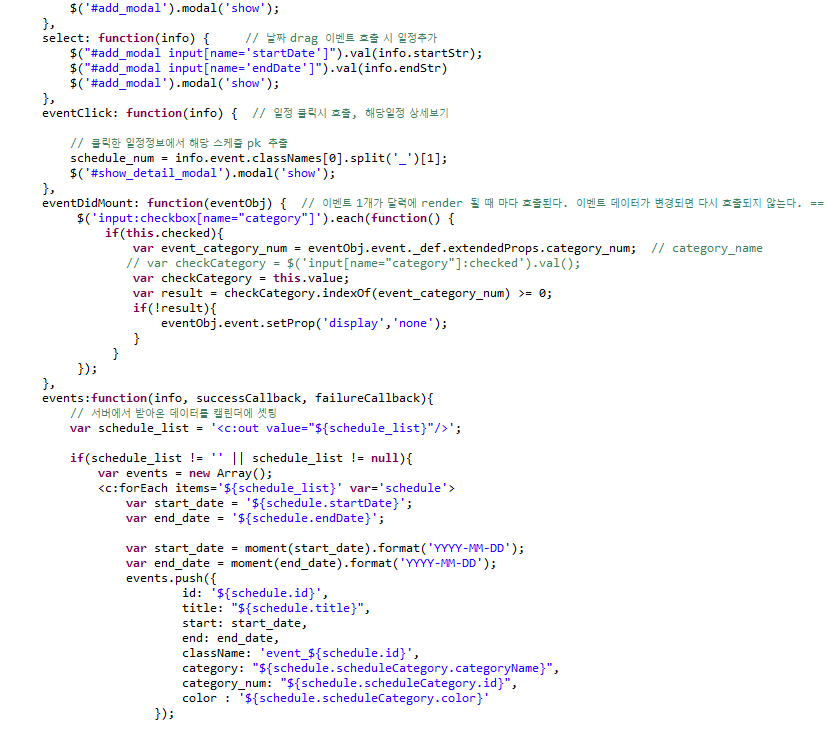 $('#add_modal').modal('show');
},
select: function(info) {     // 날짜 drag 이벤트 호출 시 일정추가
$("#add_modal input[name='startDate']").val(info.startStr);
$("#add_modal input[name='endDate']").val(info.endStr)
$('#add_modal').modal('show');
},
eventClick: function(info) {  // 일정 클릭시 호출, 해당일정 상세보기
// 클릭한 일정정보에서 해당 스케줄 pk 추출
schedule_num = info.event.classNames[0].split('_')[1];
$('#show_detail_modal').modal('show');
},
eventDidMount: function(eventObj) {  // 이벤트 1개가 달력에 render 될 때 마다 호출된다. 이벤트 데이터가 변경되면 다시 호출되지 않는다. ==
$('input:checkbox[name="category"]').each(function() {
if(this.checked){
var event_category_num = eventObj.event._def.extendedProps.category_num;  // category_name
// var checkCategory = $('input[name="category"]:checked').val();
var checkCategory = this.value;
var result = checkCategory.indexOf(event_category_num) >= 0;
if(!result){
eventObj.event.setProp('display','none');
}
}
});
},
events:function(info, successCallback, failureCallback){
// 서버에서 받아온 데이터를 캘린더에 셋팅
var schedule_list = '<c:out value="${schedule_list}"/>';
if(schedule_list != '' || schedule_list != null){
var events = new Array();
<c:forEach items='${schedule_list}' var='schedule'>
var start_date = '${schedule.startDate}';
var end_date = '${schedule.endDate}';
var start_date = moment(start_date).format('YYYY-MM-DD');
var end_date = moment(end_date).format('YYYY-MM-DD');
events.push({
id: '${schedule.id}',
title: "${schedule.title}",
start: start_date,
end: end_date,
className: 'event_${schedule.id}',
category: "${schedule.scheduleCategory.categoryName}",
category_num: "${schedule.scheduleCategory.id}",
color : '${schedule.scheduleCategory.color}'
});